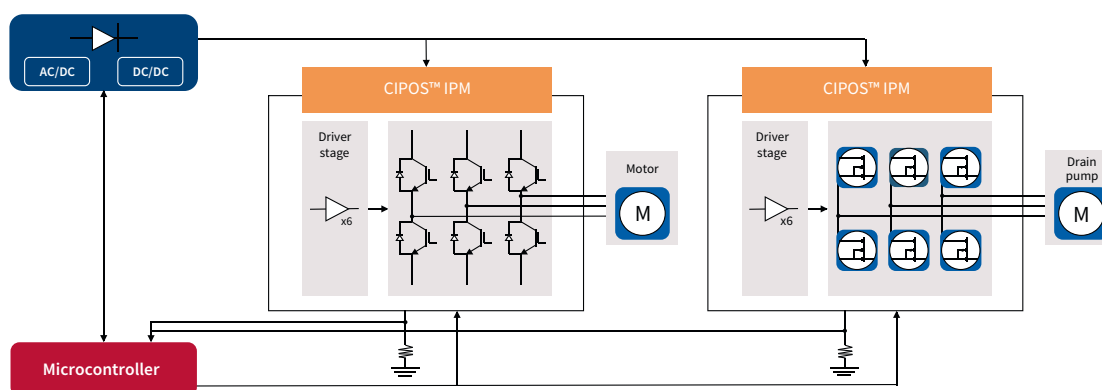 AC/DC
DC/DC
CIPOS™ IPM
Driver
stage
x6
Motor
M
CIPOS™ IPM
Driver
stage
x6
Drain
pump
M
Microcontroller